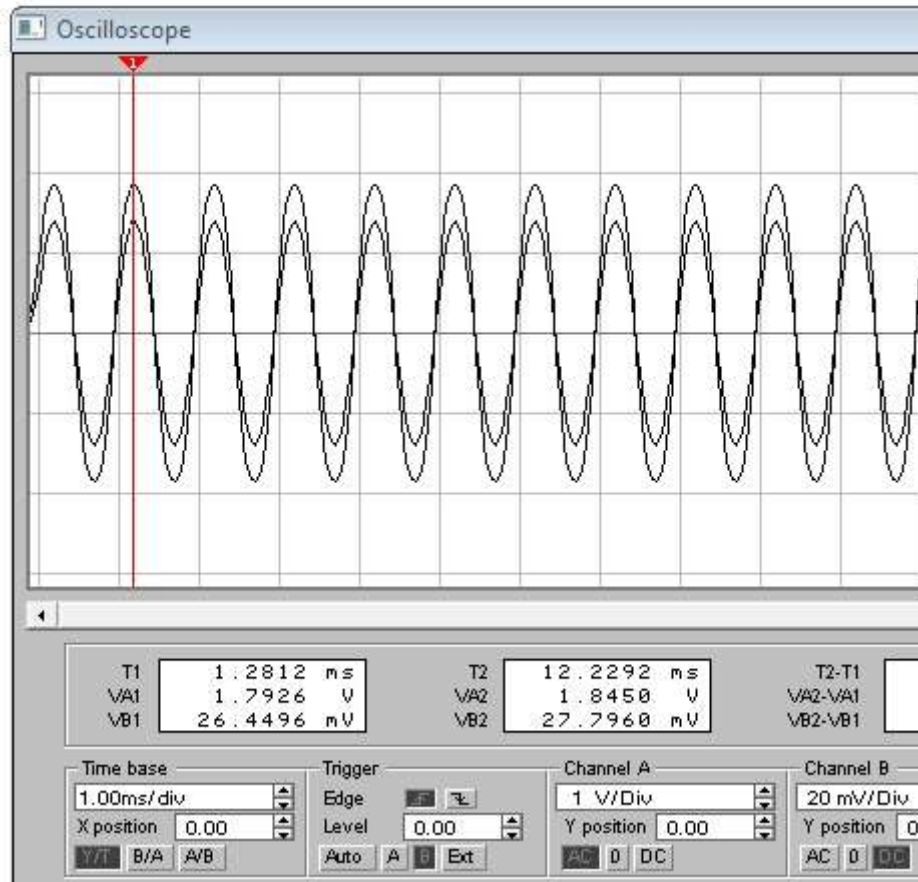 Oscilloscope
1
T1 1.2812 ms
VA1 1.7926 V
VB1 26.4496 mV
T2 12.2292 ms
VA2 1.8450 V
VB2 27.7960 mV
T2-T1
VA2-VA1
VB2-VB1
Time base
1.00ms/div
X position 0.00
Y/T B/A A/B
Trigger
Edge
Level 0.00
Auto A B Ext
Channel A
1 V/Div
Y position 0.00
AC 0 DC
Channel B
20 mV/Div
Y position
AC 0 DC